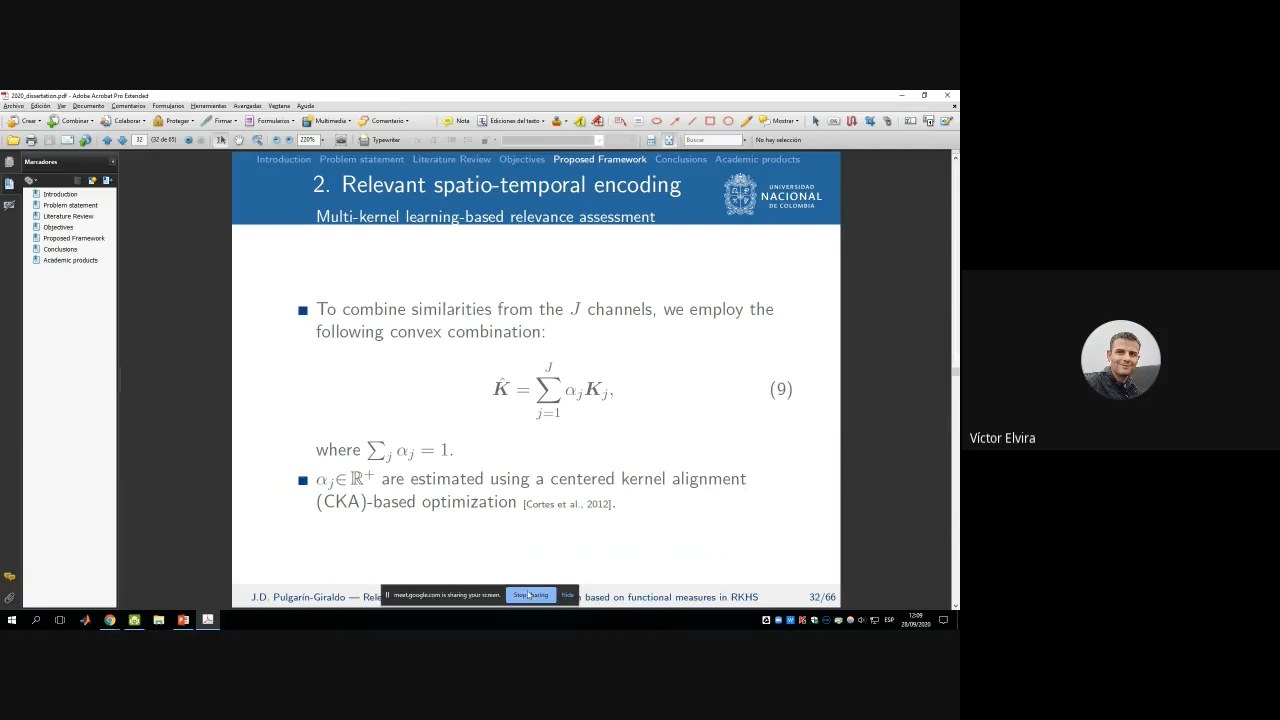 2020_dissertation.pdf - Adobe Acrobat Pro Extended
Archivo Edición Ver Documento Comentarios Formularios Herramientas Avanzadas Ventana Ayuda
Crear Combinar Colaborar Proteger Firmar Formularios Multimedia Comentario Nota Ediciones del texto Mostrar
32 (32 de 65) 220% Typewriter Buscar No hay selección
Marcadores
Introduction
Problem statement
Literature Review
Objectives
Proposed Framework
Conclusions
Academic products
Introduction Problem statement Literature Review Objectives Proposed Framework Conclusions Academic products
2. Relevant spatio-temporal encoding
Multi-kernel learning-based relevance assessment
UNIVERSIDAD
NACIONAL
DE COLOMBIA
To combine similarities from the J channels, we employ the
following convex combination:
K̂ = ∑_{j=1}^{J} α_j K_j, (9)
where ∑_j α_j = 1.
α_j ∈ ℝ⁺ are estimated using a centered kernel alignment
(CKA)-based optimization [Cortes et al., 2012].
J.D. Pulgarín-Giraldo — Rele
meet.google.com is sharing your screen. Stop sharing Hide
n based on functional measures in RKHS 32/66
Víctor Elvira
ESP
12:09
28/09/2020